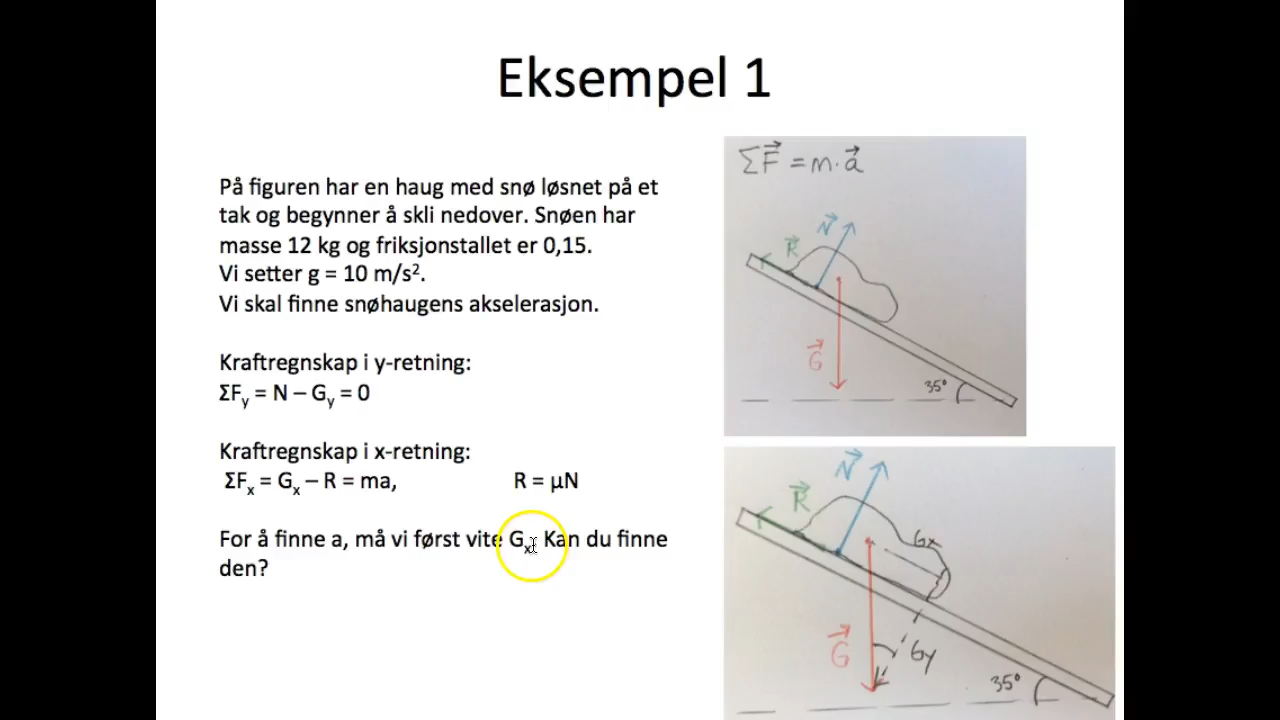 Eksempel 1
På figuren har en haug med snø løsnet på et
tak og begynner å skli nedover. Snøen har
masse 12 kg og friksjonstallet er 0,15.
Vi setter g = 10 m/s².
Vi skal finne snøhaugens akselerasjon.
Kraftregnskap i y-retning:
ΣFy = N – Gy = 0
Kraftregnskap i x-retning:
ΣFx = Gx – R = ma, R = μN
For å finne a, må vi først vite Gx. Kan du finne
den?
ΣF⃗ = m·a⃗
N⃗
R⃗
G⃗
35°
N⃗
R⃗
Gx
G⃗
Gy
35°